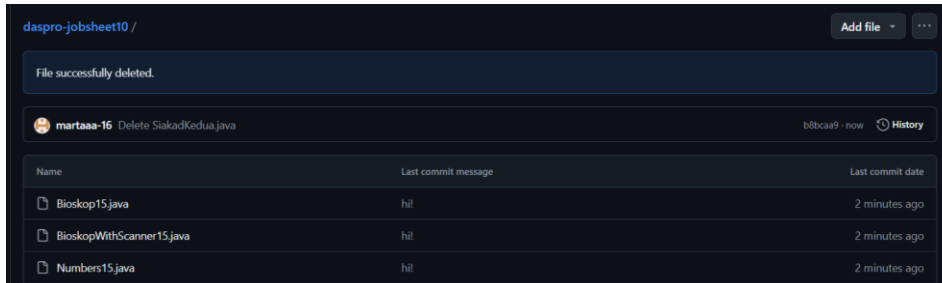 daspro-jobsheet10 /
Add file
File successfully deleted.
martaaa-16 Delete SiakadKedua.java
b8bcaa9 · now History
Name Last commit message Last commit date
Bioskop15.java hi! 2 minutes ago
BioskopWithScanner15.java hi! 2 minutes ago
Numbers15.java hi! 2 minutes ago